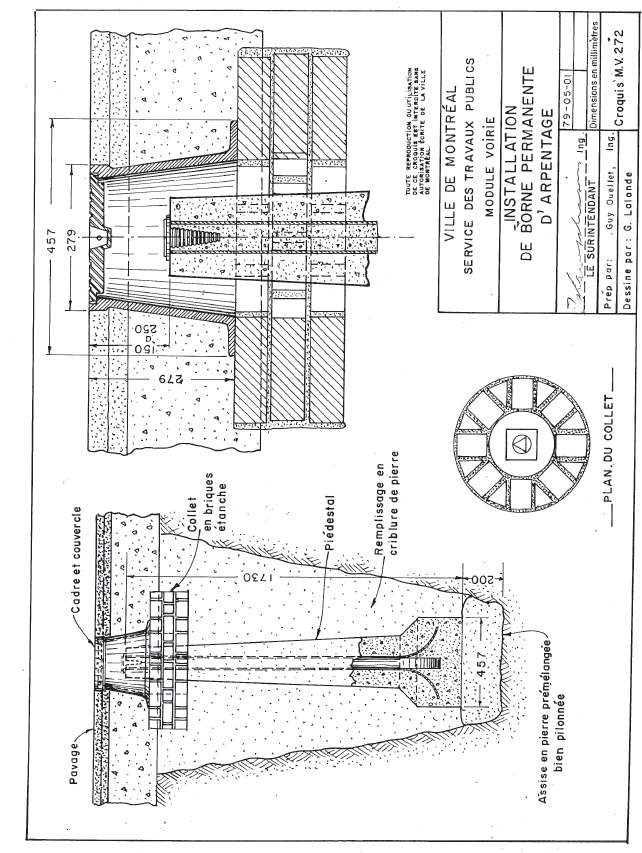 Pavage
Cadre et couvercle
Collet
en briques
étanche
Piédestal
Remplissage en
criblure de pierre
1730
200
457
Assise en pierre prémélangée
bien pilonnée
457
279
150
à
250
279
PLAN DU COLLET
TOUTE REPRODUCTION OU UTILISATION
DE CE CROQUIS EST INTERDITE SANS
AUTORISATION ÉCRITE DE LA VILLE
DE MONTRÉAL
VILLE DE MONTRÉAL
SERVICE DES TRAVAUX PUBLICS
MODULE VOIRIE
INSTALLATION
DE BORNE PERMANENTE
D'ARPENTAGE
Ing.
79-05-01
LE SURINTENDANT
Dimensions en millimètres
Prép par: Guy Ouellet, Ing.
Croquis M.V. 272
Dessine par: G. Lalonde